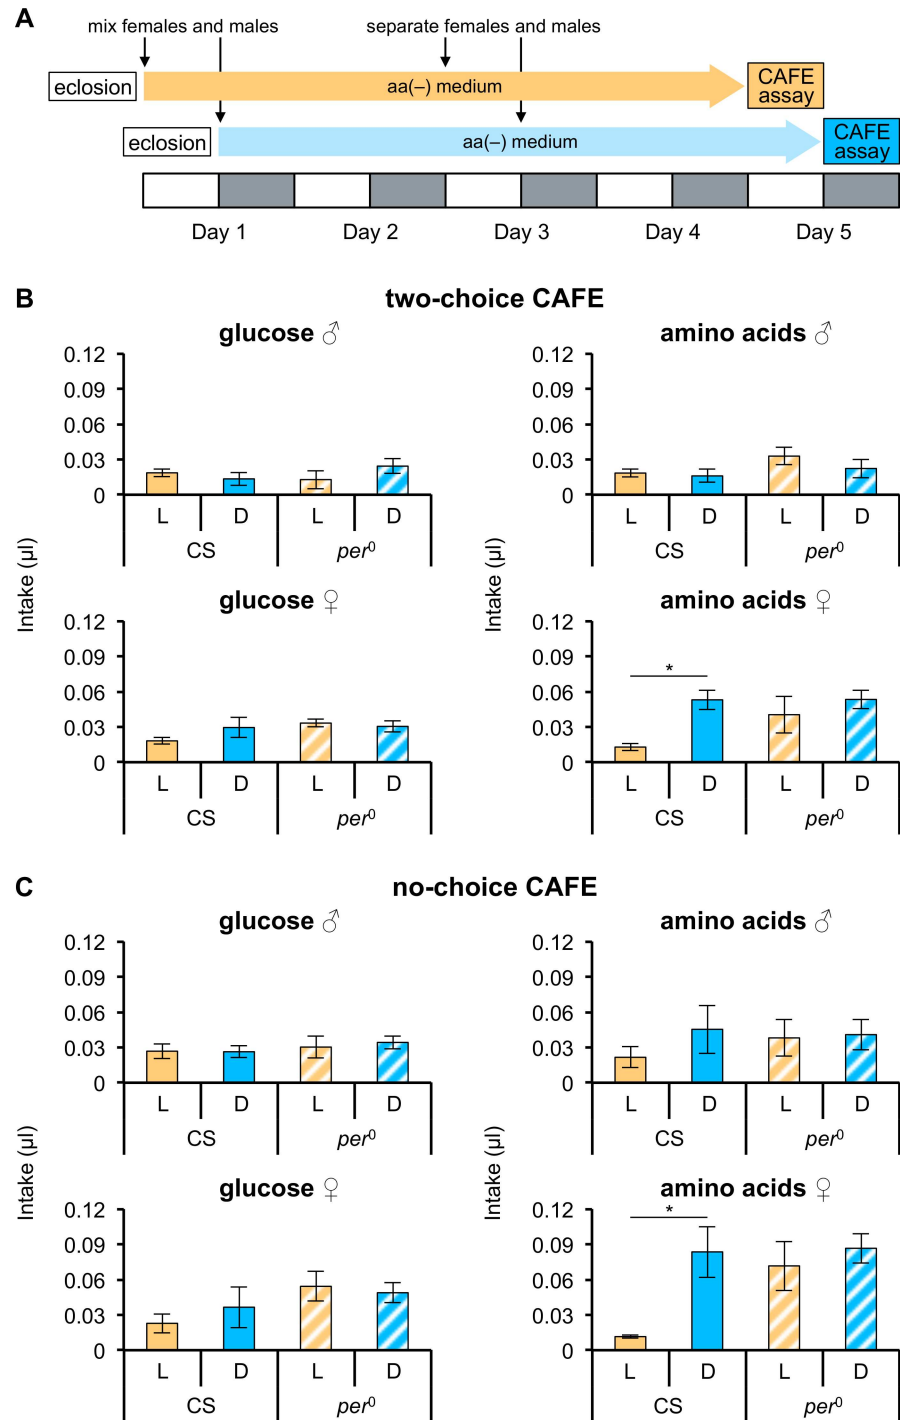 A
mix females and males
separate females and males
eclosion
aa(–) medium
CAFE
assay
eclosion
aa(–) medium
CAFE
assay
Day 1
Day 2
Day 3
Day 4
Day 5
B
two-choice CAFE
glucose ♂
0.12
0.09
0.06
0.03
0
L
D
L
D
CS
per⁰
amino acids ♂
0.12
0.09
0.06
0.03
0
L
D
L
D
CS
per⁰
Intake (µl)
Intake (µl)
glucose ♀
0.12
0.09
0.06
0.03
0
L
D
L
D
CS
per⁰
amino acids ♀
0.12
0.09
0.06
0.03
0
*
L
D
L
D
CS
per⁰
C
no-choice CAFE
glucose ♂
0.12
0.09
0.06
0.03
0
L
D
L
D
CS
per⁰
amino acids ♂
0.12
0.09
0.06
0.03
0
L
D
L
D
CS
per⁰
Intake (µl)
Intake (µl)
glucose ♀
0.12
0.09
0.06
0.03
0
L
D
L
D
CS
per⁰
amino acids ♀
0.12
0.09
0.06
0.03
0
*
L
D
L
D
CS
per⁰